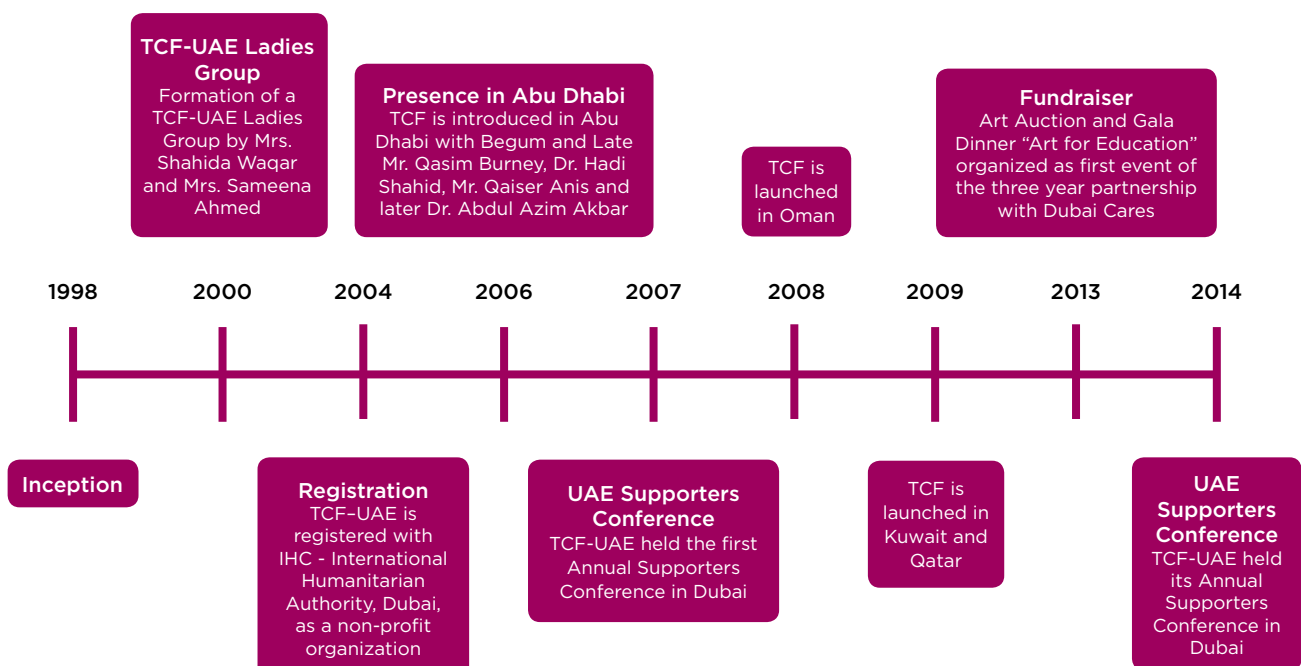 TCF-UAE Ladies
Group
Formation of a
TCF-UAE Ladies
Group by Mrs.
Shahida Waqar
and Mrs. Sameena
Ahmed
Presence in Abu Dhabi
TCF is introduced in Abu
Dhabi with Begum and Late
Mr. Qasim Burney, Dr. Hadi
Shahid, Mr. Qaiser Anis and
later Dr. Abdul Azim Akbar
TCF is
launched
in Oman
Fundraiser
Art Auction and Gala
Dinner “Art for Education”
organized as first event of
the three year partnership
with Dubai Cares
1998 2000 2004 2006 2007 2008 2009 2013 2014
Inception
Registration
TCF–UAE is
registered with
IHC - International
Humanitarian
Authority, Dubai,
as a non-profit
organization
UAE Supporters
Conference
TCF-UAE held the first
Annual Supporters
Conference in Dubai
TCF is
launched in
Kuwait and
Qatar
UAE
Supporters
Conference
TCF-UAE held
its Annual
Supporters
Conference in
Dubai